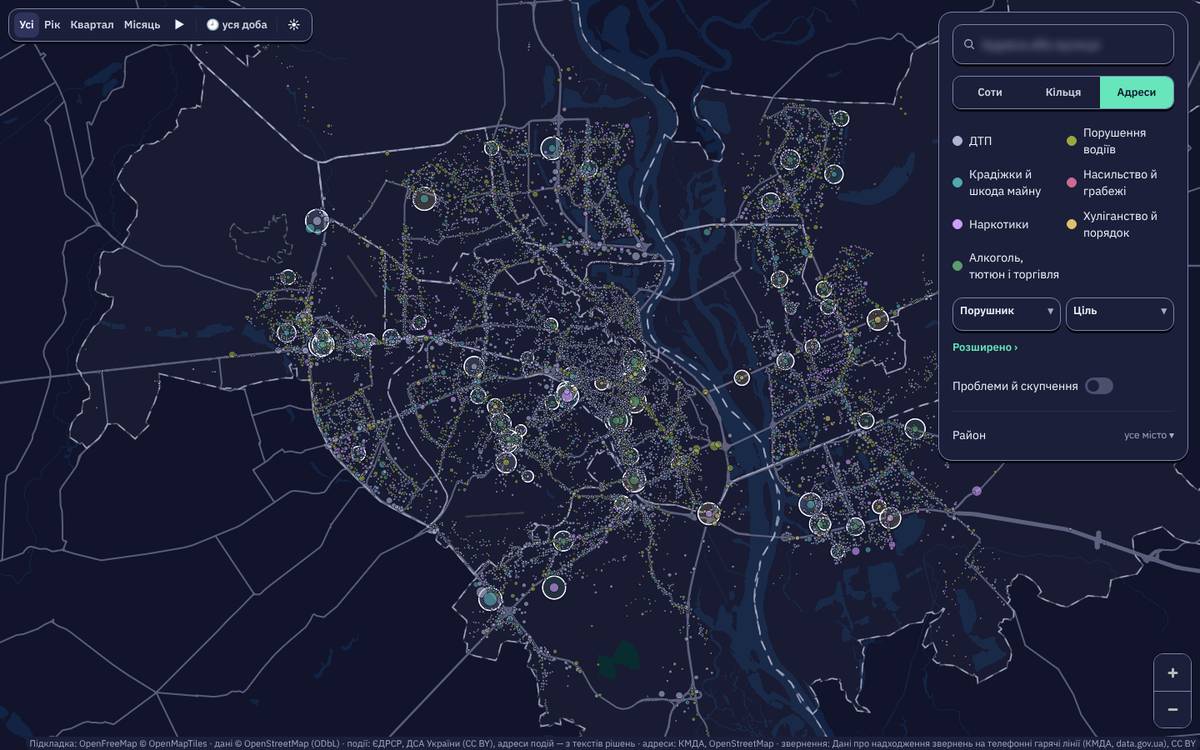 Усі Рік Квартал Місяць ▶ 🕘 уся доба ☀
Соти Кільця Адреси
ДТП
Порушення
водіїв
Крадіжки й
шкода майну
Насильство й
грабежі
Наркотики
Хуліганство й
порядок
Алкоголь,
тютюн і торгівля
Порушник ▾ Ціль ▾
Розширено ›
Проблеми й скупчення
Район усе місто ▾
+
−
Підкладка: OpenFreeMap © OpenMapTiles · дані © OpenStreetMap (ODbL) · події: ЄДРСР, ДСА України (CC BY), адреси подій — з текстів рішень · адреси: КМДА, OpenStreetMap · звернення: Дані про надходження звернень на телефонні гарячі лінії (КМДА, data.gov.ua), CC BY